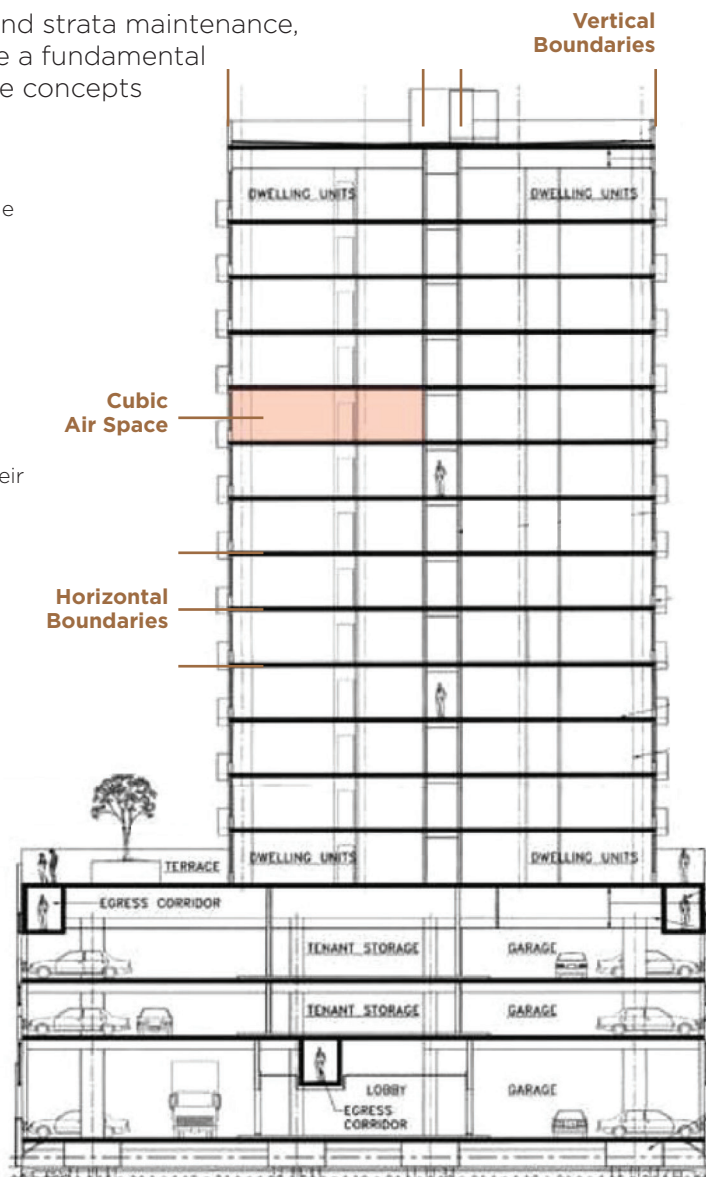 nd strata maintenance,
e a fundamental
e concepts
Vertical
Boundaries
e
DWELLING UNITS
DWELLING UNITS
Cubic
Air Space
eir
Horizontal
Boundaries
TERRACE
DWELLING UNITS
DWELLING UNITS
EGRESS CORRIDOR
TENANT STORAGE
GARAGE
TENANT STORAGE
GARAGE
LOBBY
GARAGE
EGRESS
CORRIDOR